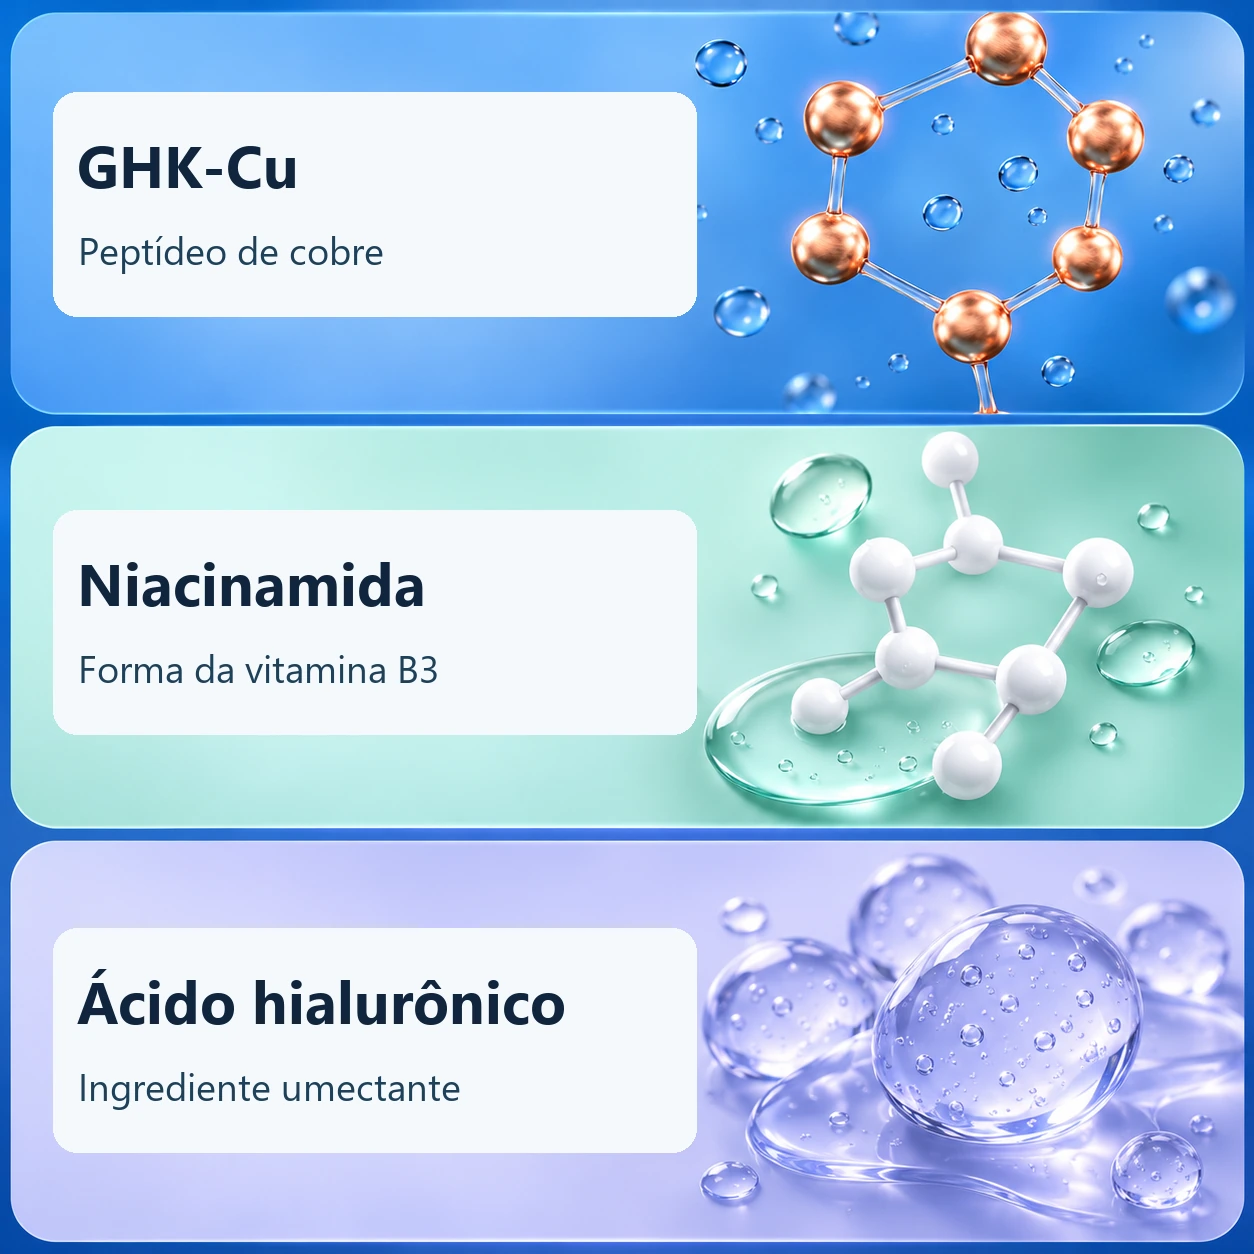 GHK-Cu
Peptídeo de cobre
Niacinamida
Forma da vitamina B3
Ácido hialurônico
Ingrediente umectante